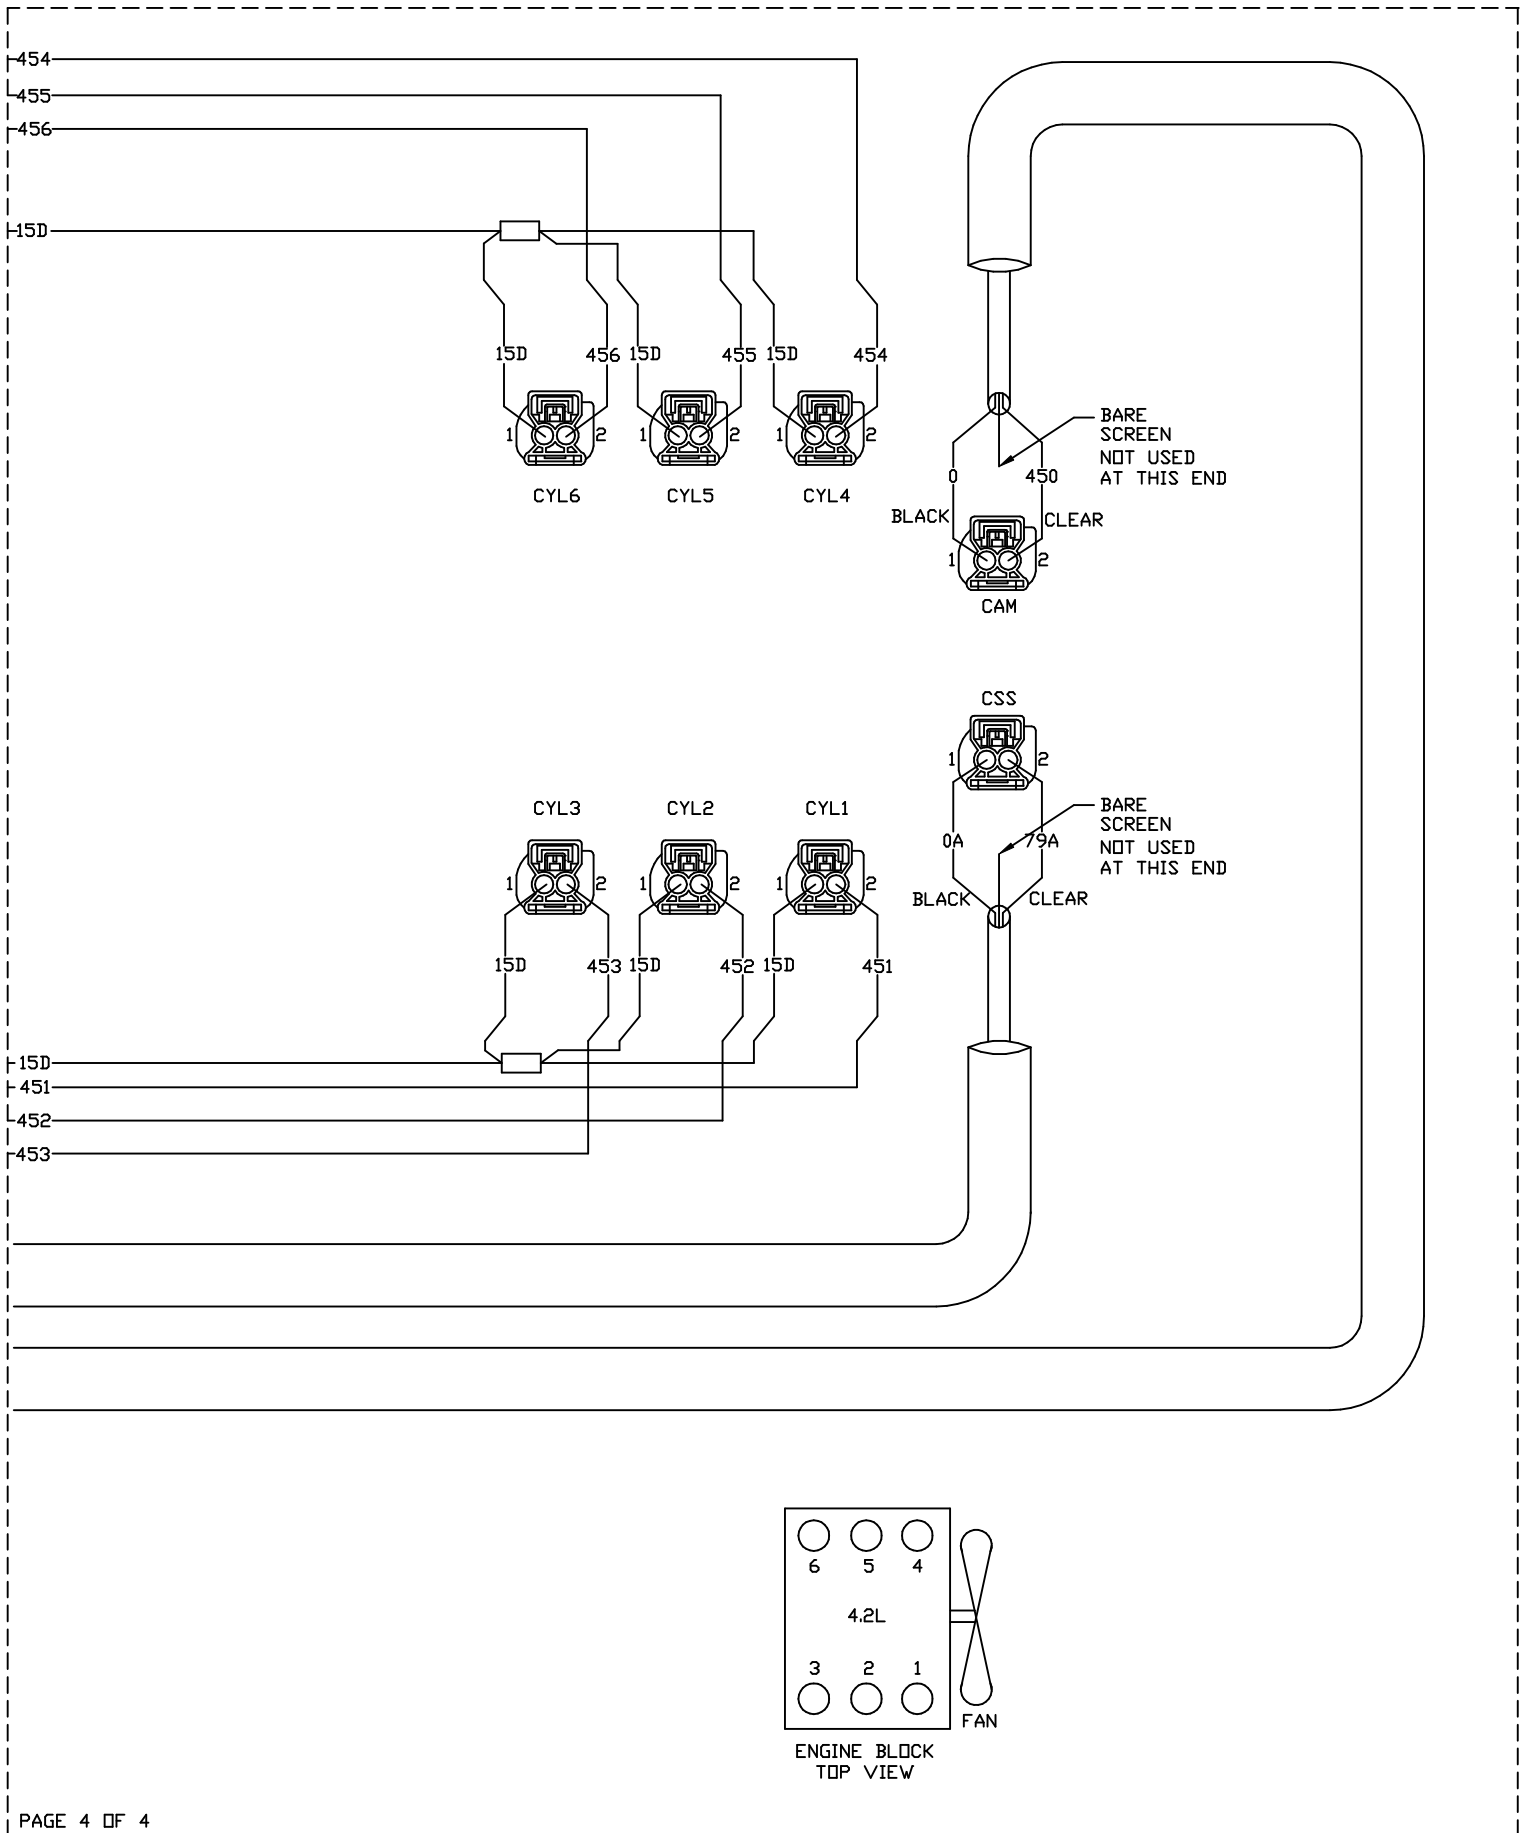 454
455
456
15D
15D 456 15D 455 15D 454
1 2 1 2 1 2
CYL6 CYL5 CYL4
BARE
SCREEN
NOT USED
AT THIS END
0 450
BLACK CLEAR
1 2
CAM
CSS
1 2
BARE
SCREEN
NOT USED
AT THIS END
0A 79A
BLACK CLEAR
CYL3 CYL2 CYL1
1 2 1 2 1 2
15D 453 15D 452 15D 451
15D
451
452
453
6 5 4
4.2L
3 2 1
FAN
ENGINE BLOCK
TOP VIEW
PAGE 4 OF 4